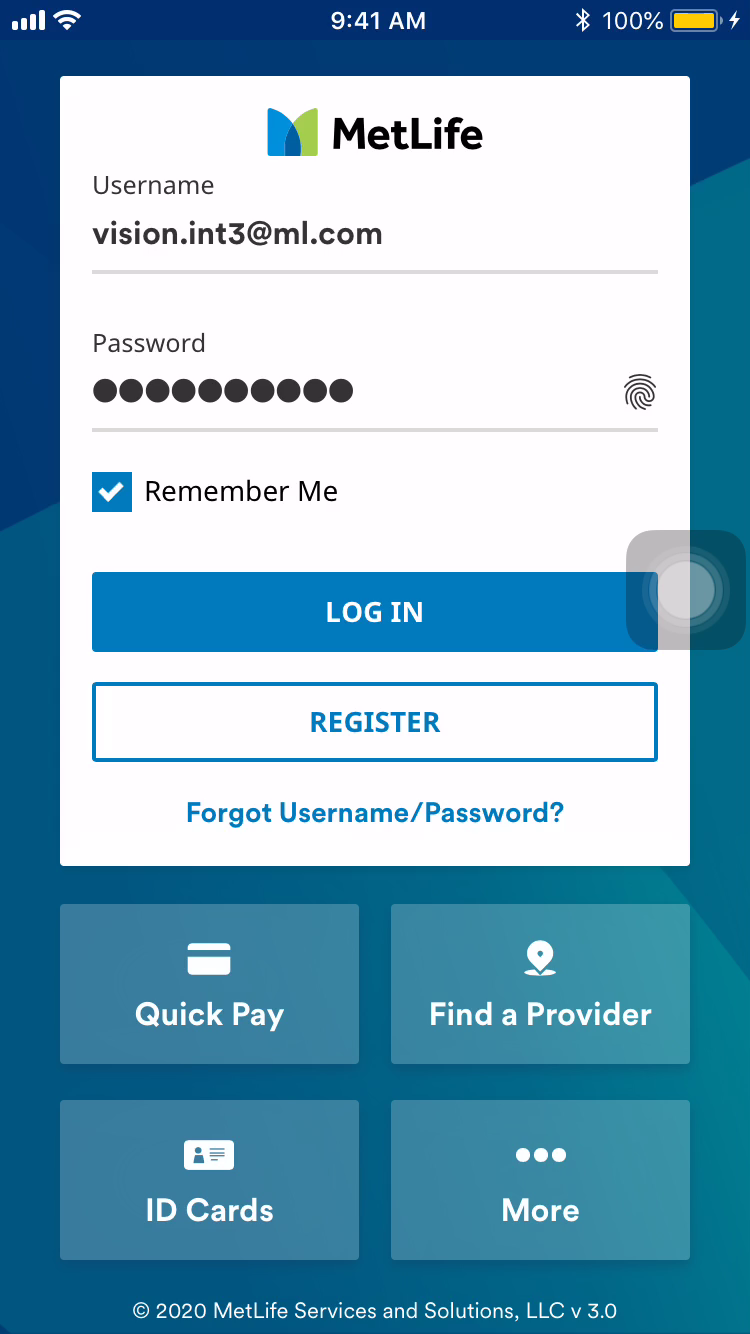 9:41 AM 100%
MetLife
Username
vision.int3@ml.com
Password
●●●●●●●●●●
Remember Me
LOG IN
REGISTER
Forgot Username/Password?
Quick Pay
Find a Provider
ID Cards
More
© 2020 MetLife Services and Solutions, LLC v 3.0